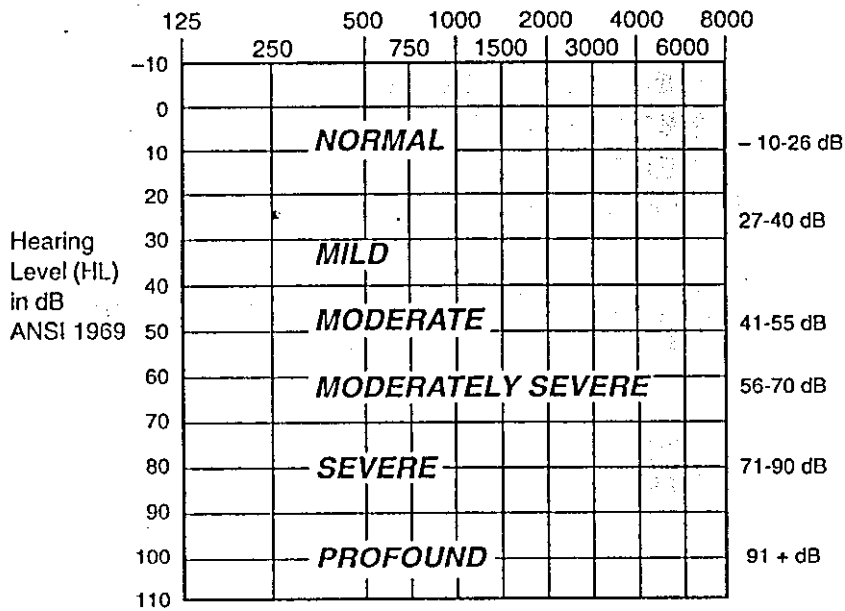 125 500 1000 2000 4000 8000
250 750 1500 3000 6000
–10
0
NORMAL
10
– 10-26 dB
20
27-40 dB
Hearing
Level (HL)
in dB
ANSI 1969
30
MILD
40
MODERATE
50
41-55 dB
60
MODERATELY SEVERE
56-70 dB
70
SEVERE
80
71-90 dB
90
100
PROFOUND
91 + dB
110